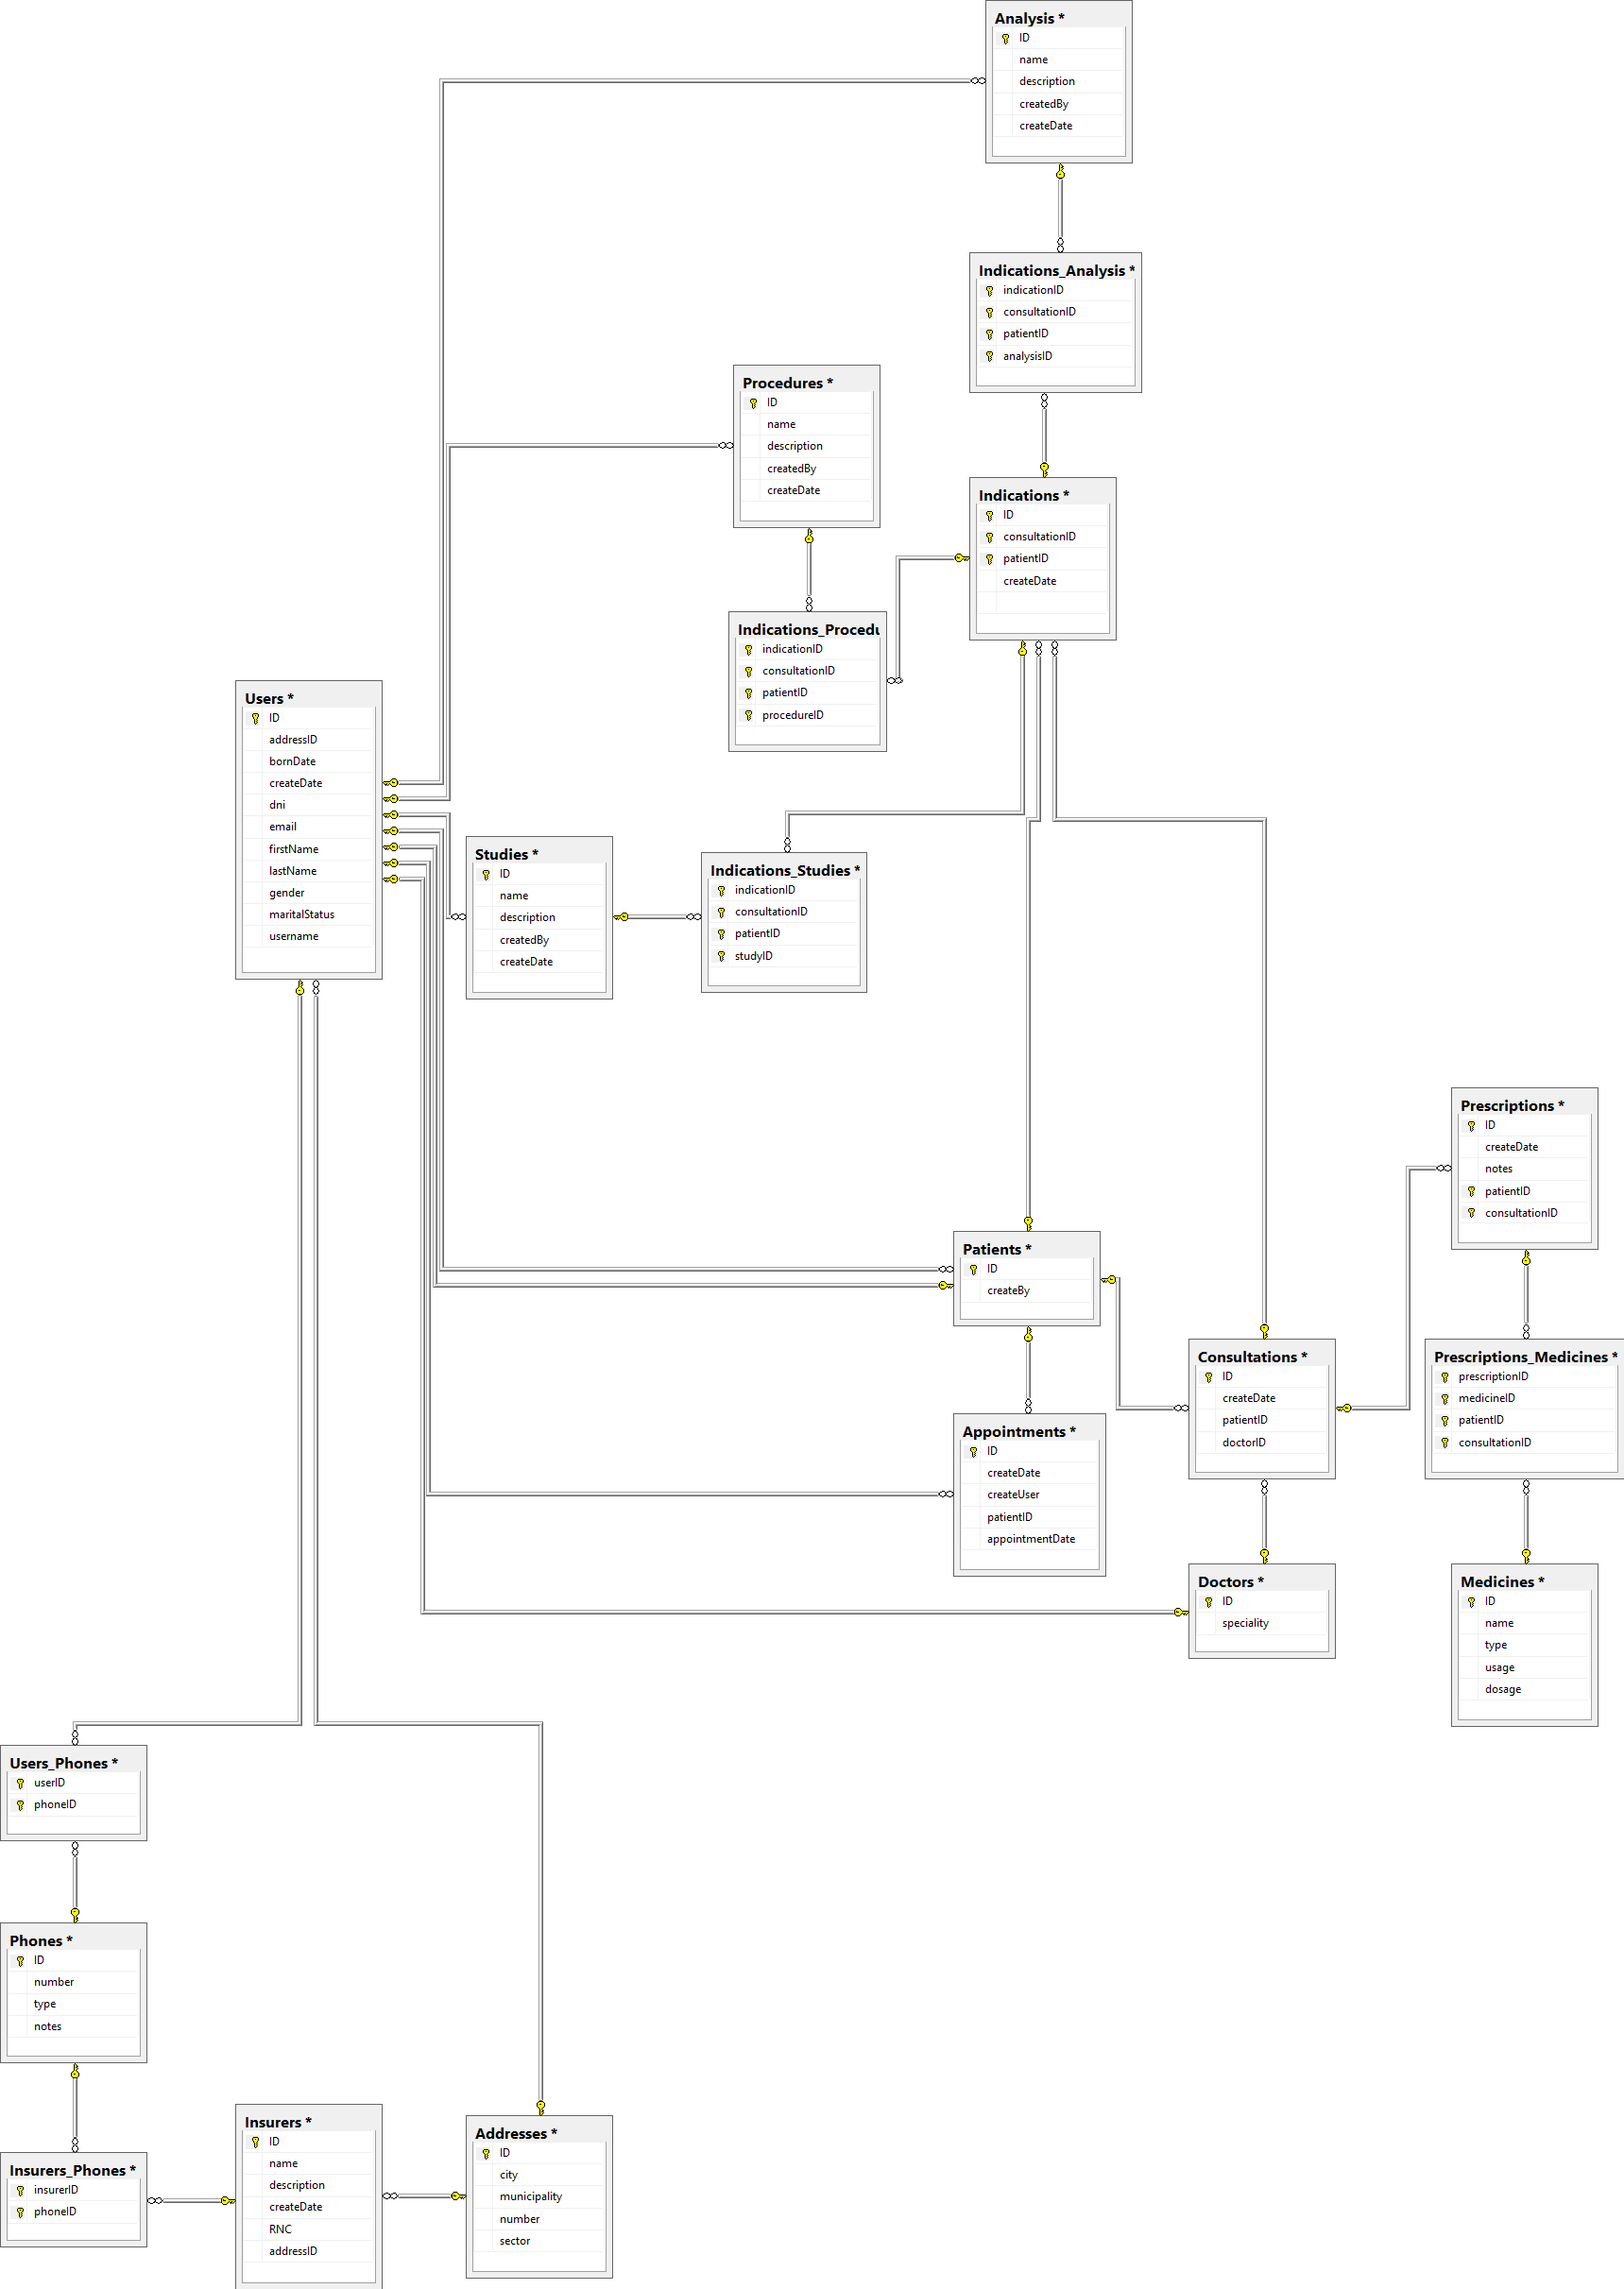 Analysis *
ID
name
description
createdBy
createDate
Indications_Analysis *
indicationID
consultationID
patientID
analysisID
Procedures *
ID
name
description
createdBy
createDate
Indications *
ID
consultationID
patientID
createDate
Indications_Procedu
indicationID
consultationID
patientID
procedureID
Users *
ID
addressID
bornDate
createDate
dni
email
firstName
lastName
gender
maritalStatus
username
Studies *
ID
name
description
createdBy
createDate
Indications_Studies *
indicationID
consultationID
patientID
studyID
Prescriptions *
ID
createDate
notes
patientID
consultationID
Patients *
ID
createBy
Consultations *
ID
createDate
patientID
doctorID
Prescriptions_Medicines *
prescriptionID
medicineID
patientID
consultationID
Appointments *
ID
createDate
createUser
patientID
appointmentDate
Doctors *
ID
speciality
Medicines *
ID
name
type
usage
dosage
Users_Phones *
userID
phoneID
Phones *
ID
number
type
notes
Insurers *
ID
name
description
createDate
RNC
addressID
Addresses *
ID
city
municipality
number
sector
Insurers_Phones *
insurerID
phoneID